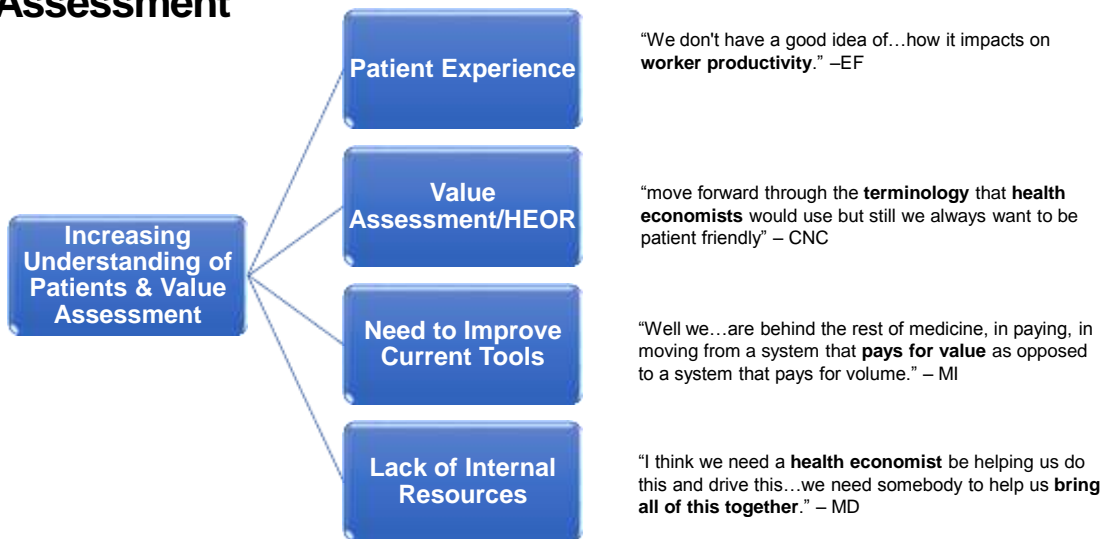 Assessment
Patient Experience
“We don't have a good idea of…how it impacts on
worker productivity.” –EF
Value
Assessment/HEOR
“move forward through the terminology that health
economists would use but still we always want to be
patient friendly” – CNC
Increasing
Understanding of
Patients & Value
Assessment
Need to Improve
Current Tools
“Well we…are behind the rest of medicine, in paying, in
moving from a system that pays for value as opposed
to a system that pays for volume.” – MI
Lack of Internal
Resources
“I think we need a health economist be helping us do
this and drive this…we need somebody to help us bring
all of this together.” – MD